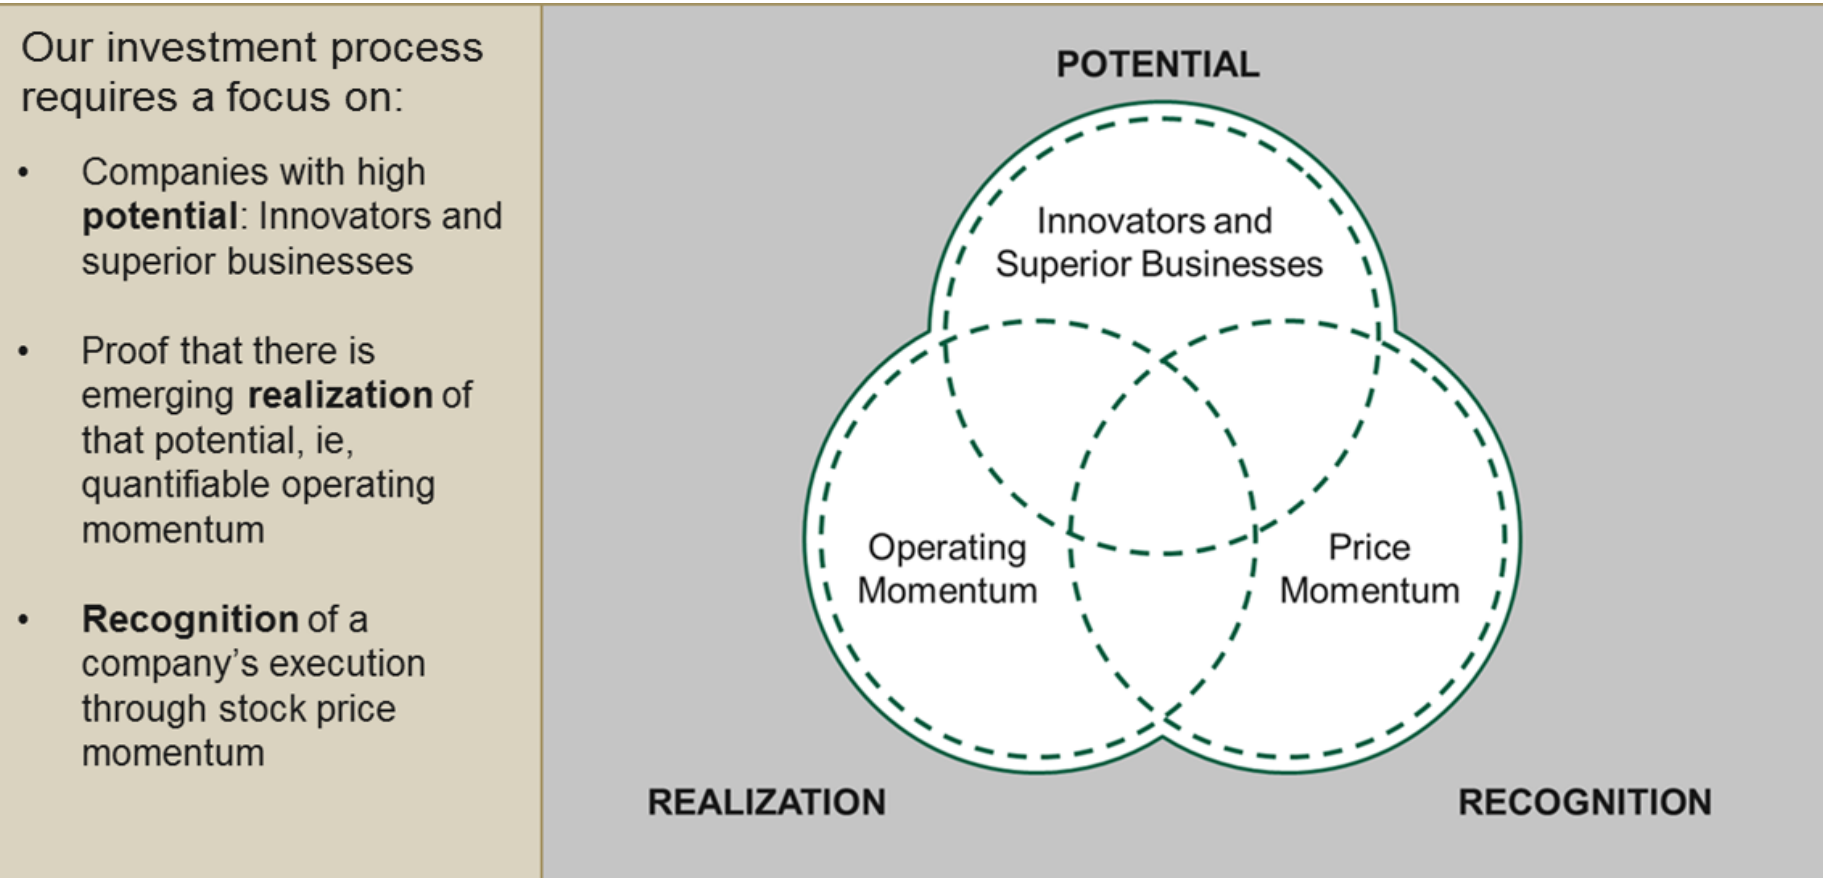 Our investment process
requires a focus on:
• Companies with high
potential: Innovators and
superior businesses
• Proof that there is
emerging realization of
that potential, ie,
quantifiable operating
momentum
• Recognition of a
company’s execution
through stock price
momentum
POTENTIAL
Innovators and
Superior Businesses
Operating
Momentum
Price
Momentum
REALIZATION
RECOGNITION